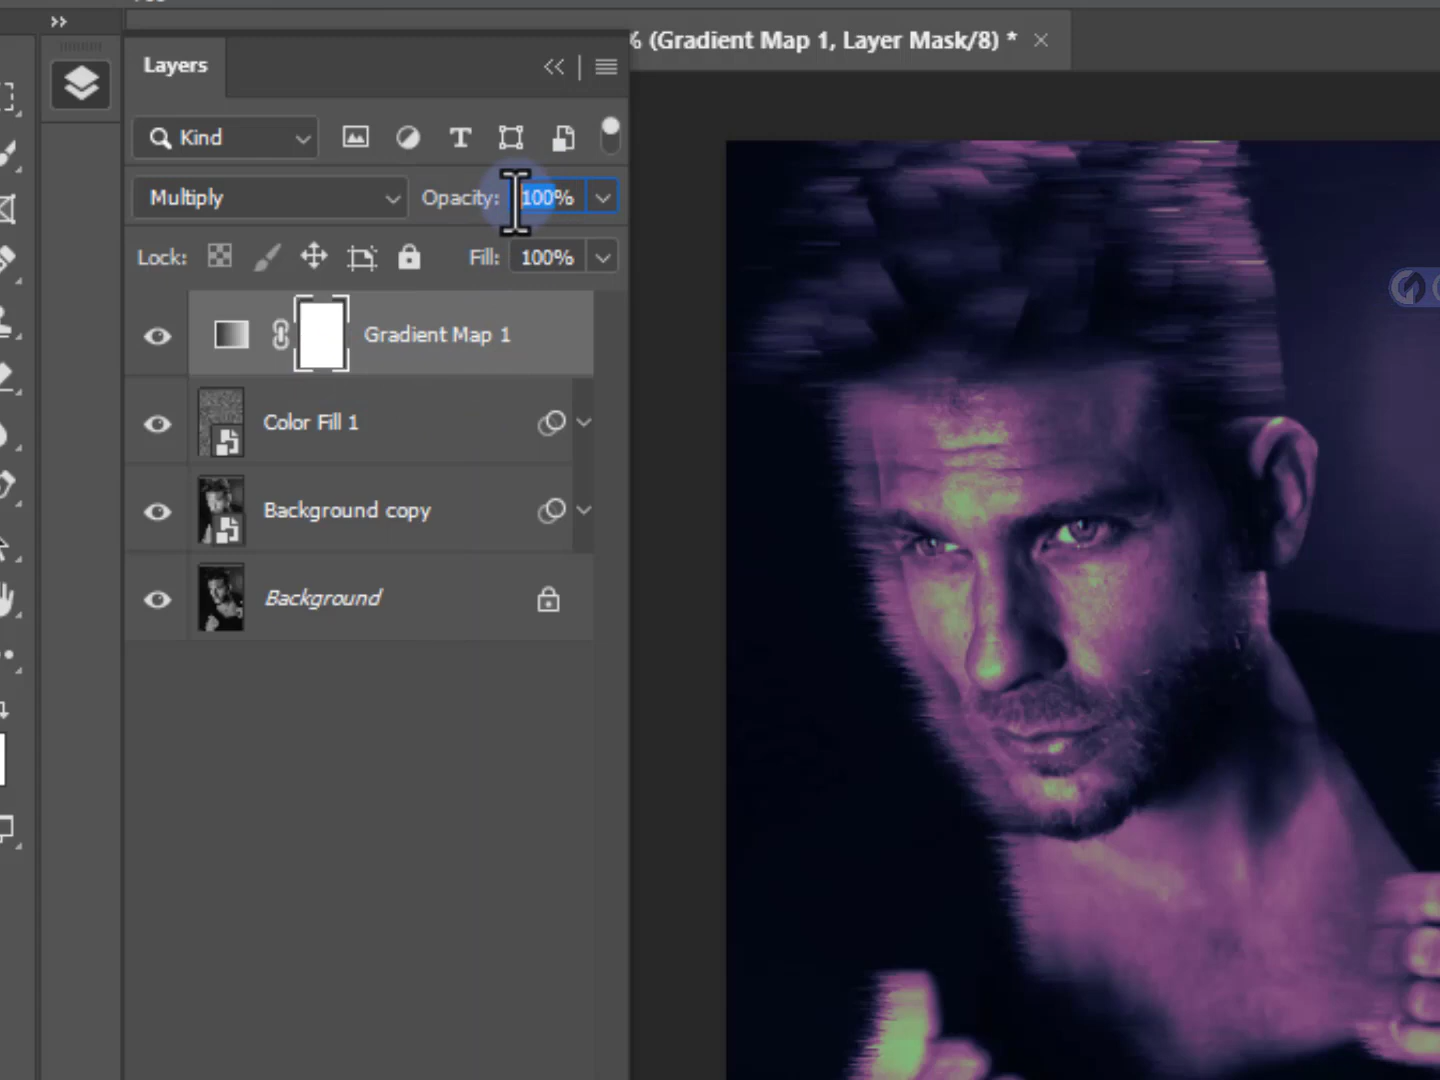 % (Gradient Map 1, Layer Mask/8) *
Layers
Kind
Multiply
Opacity: 100%
Lock:
Fill: 100%
Gradient Map 1
Color Fill 1
Background copy
Background